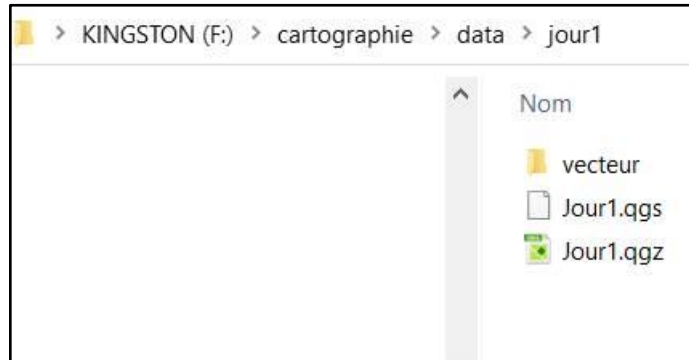 > KINGSTON (F:) > cartographie > data > jour1
Nom
vecteur
Jour1.qgs
Jour1.qgz